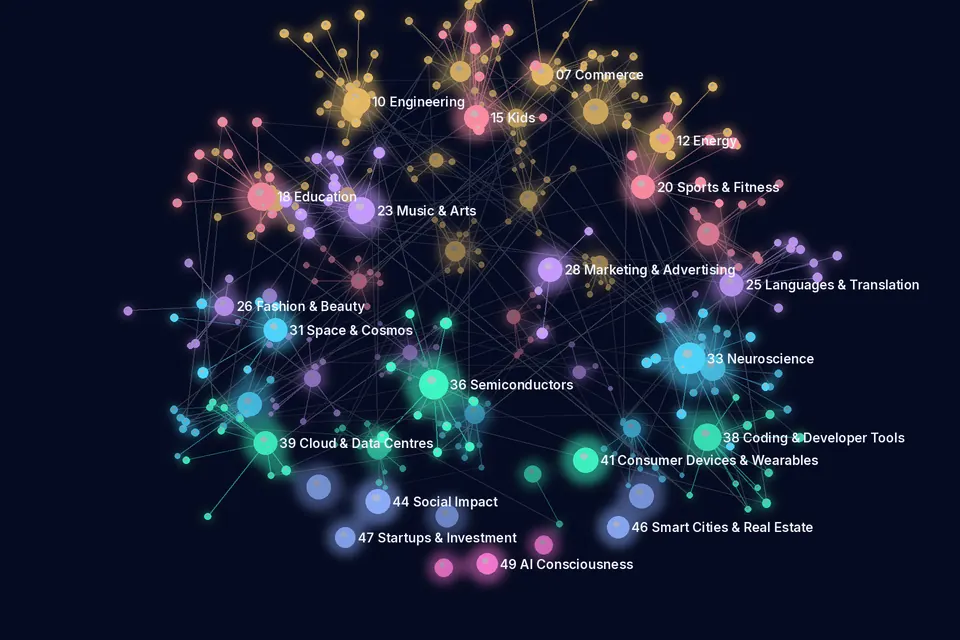 07 Commerce
10 Engineering
15 Kids
12 Energy
20 Sports & Fitness
18 Education
23 Music & Arts
28 Marketing & Advertising
25 Languages & Translation
26 Fashion & Beauty
31 Space & Cosmos
33 Neuroscience
36 Semiconductors
38 Coding & Developer Tools
39 Cloud & Data Centres
41 Consumer Devices & Wearables
44 Social Impact
46 Smart Cities & Real Estate
47 Startups & Investment
49 AI Consciousness